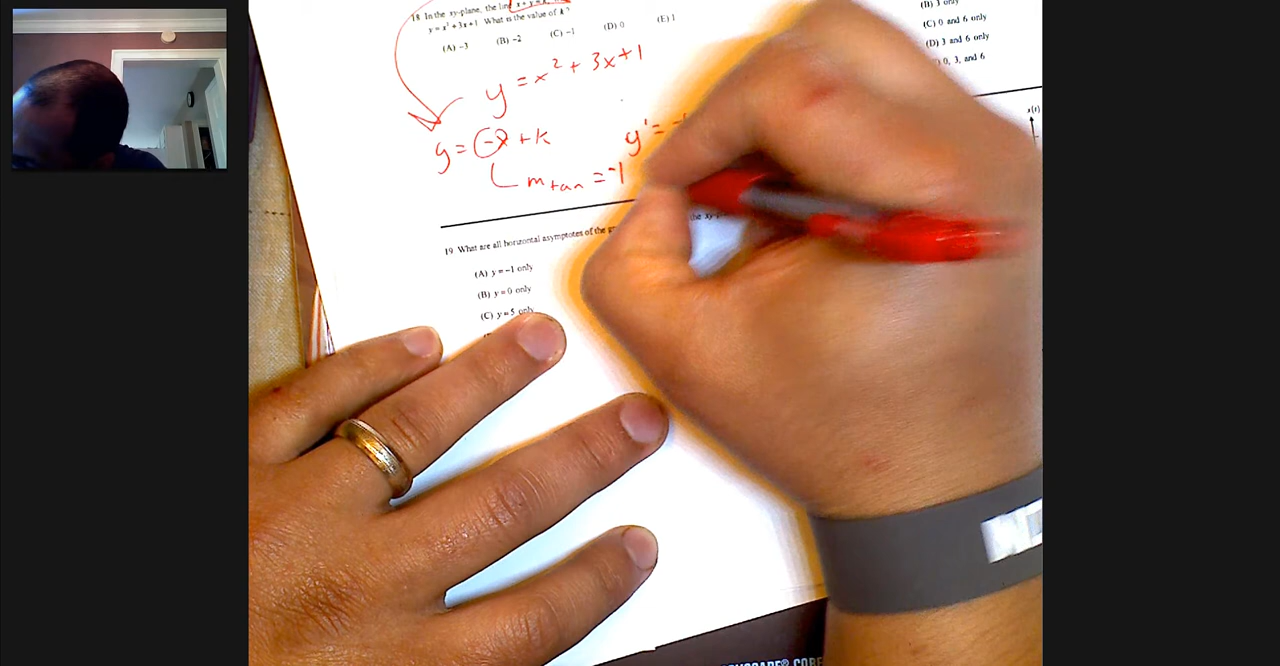 18 In the xy-plane, the line x + y = k,
y = x² + 3x + 1 What is the value of k?
(A) −3 (B) −2 (C) −1 (D) 0 (E) 1
y = x² + 3x + 1
y = -x + k
y' = -
m tan = -1
19 What are all horizontal asymptotes of the
the xy-
(A) y = −1 only
(B) y = 0 only
(C) y = 5 only
(B) 3 only
(C) 0 and 6 only
(D) 3 and 6 only
0, 3, and 6
x(t)